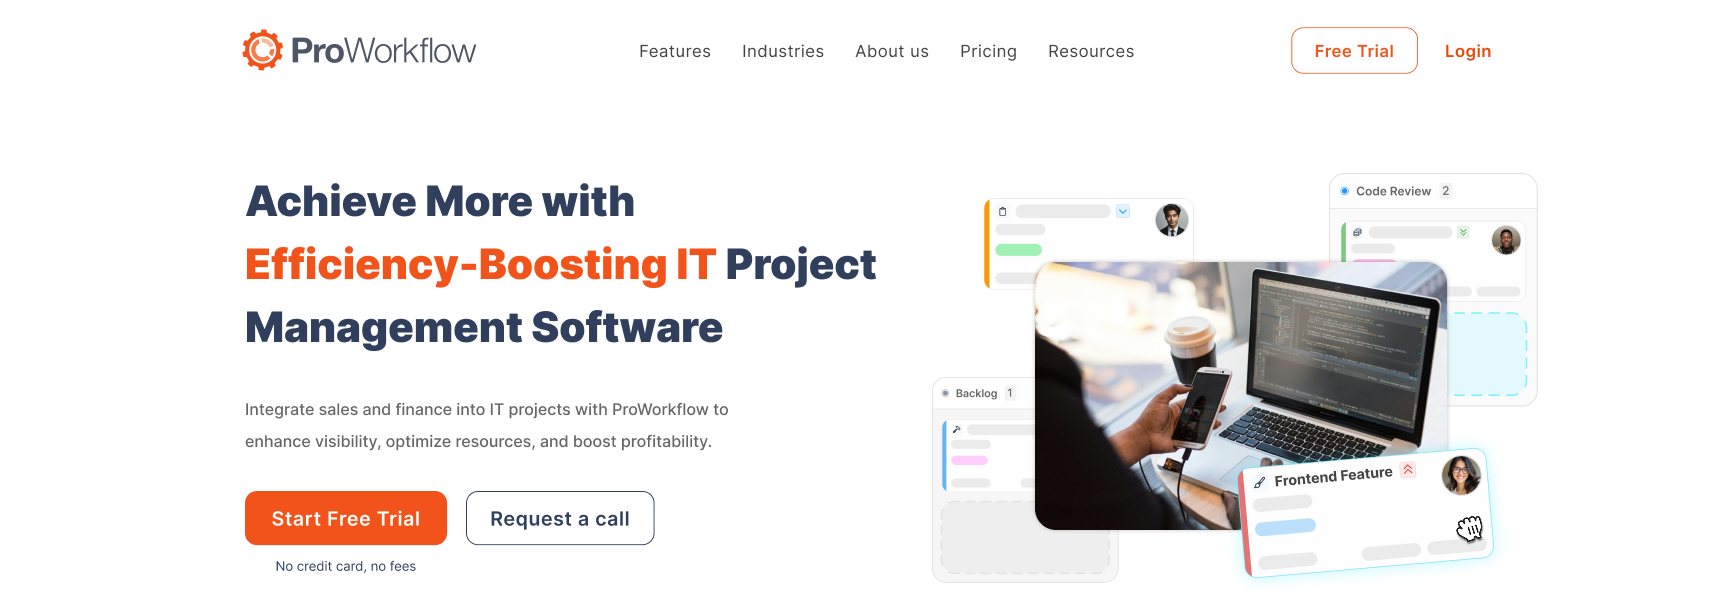 ProWorkflow
Features
Industries
About us
Pricing
Resources
Free Trial
Login
Achieve More with
Efficiency-Boosting IT Project
Management Software
Integrate sales and finance into IT projects with ProWorkflow to
enhance visibility, optimize resources, and boost profitability.
Start Free Trial
Request a call
No credit card, no fees
Code Review 2
Backlog 1
Frontend Feature